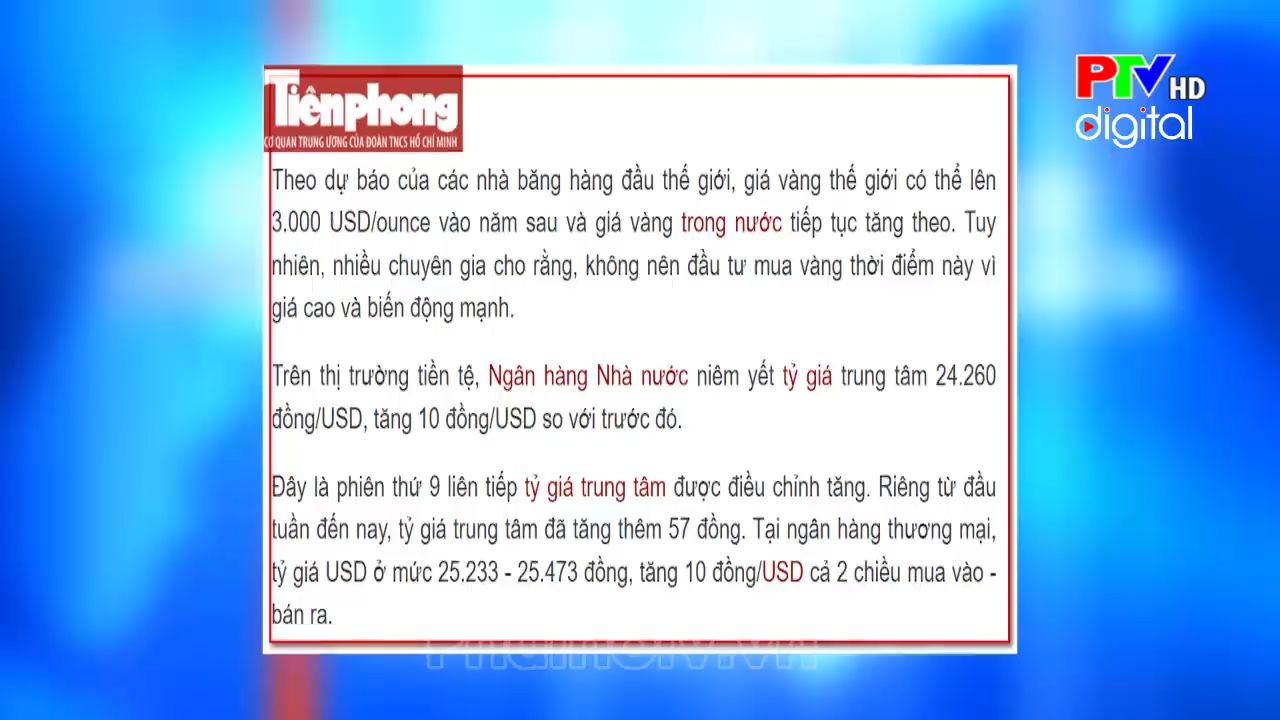 PTV HD
digital
Tiênphong
CƠ QUAN TRUNG ƯƠNG CỦA ĐOÀN TNCS HỒ CHÍ MINH
Theo dự báo của các nhà băng hàng đầu thế giới, giá vàng thế giới có thể lên
3.000 USD/ounce vào năm sau và giá vàng trong nước tiếp tục tăng theo. Tuy
nhiên, nhiều chuyên gia cho rằng, không nên đầu tư mua vàng thời điểm này vì
giá cao và biến động mạnh.
Trên thị trường tiền tệ, Ngân hàng Nhà nước niêm yết tỷ giá trung tâm 24.260
đồng/USD, tăng 10 đồng/USD so với trước đó.
Đây là phiên thứ 9 liên tiếp tỷ giá trung tâm được điều chỉnh tăng. Riêng từ đầu
tuần đến nay, tỷ giá trung tâm đã tăng thêm 57 đồng. Tại ngân hàng thương mại,
tỷ giá USD ở mức 25.233 - 25.473 đồng, tăng 10 đồng/USD cả 2 chiều mua vào -
bán ra.